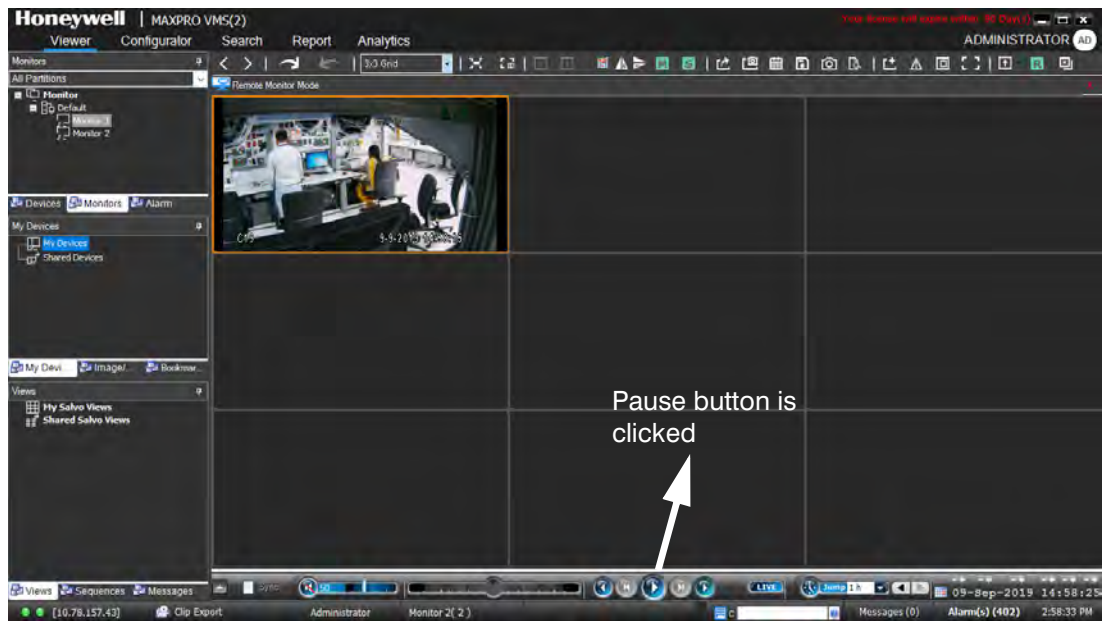 Honeywell | MAXPRO VMS(2)
Viewer Configurator Search Report Analytics
ADMINISTRATOR AD
Monitors
3x3 Grid
All Partitions
Remote Monitor Mode
Monitor
Default
Monitor 1
Monitor 2
Devices Monitors Alarm
My Devices
My Devices
Shared Devices
My Devi... Image/... Bookmar...
Views
My Salvo Views
Shared Salvo Views
Pause button is
clicked
Views Sequences Messages
Sync
50
LIVE
Jump 1 h
09-Sep-2019 14:58:25
[10.78.157.43] Clip Export Administrator Monitor 2( 2 ) C Messages (0) Alarm(s) (402) 2:58:33 PM